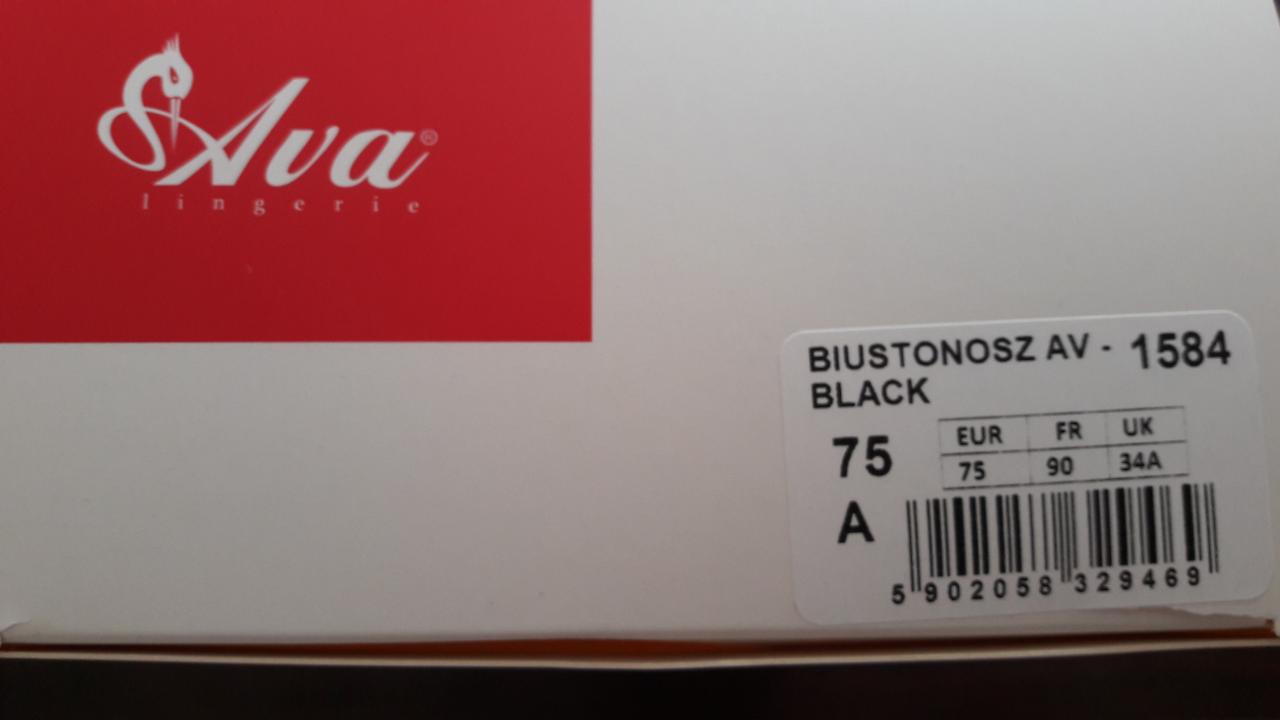 Ava®
lingerie
BIUSTONOSZ AV - 1584
BLACK
75
A
EUR FR UK
75 90 34A
5 902058 329469